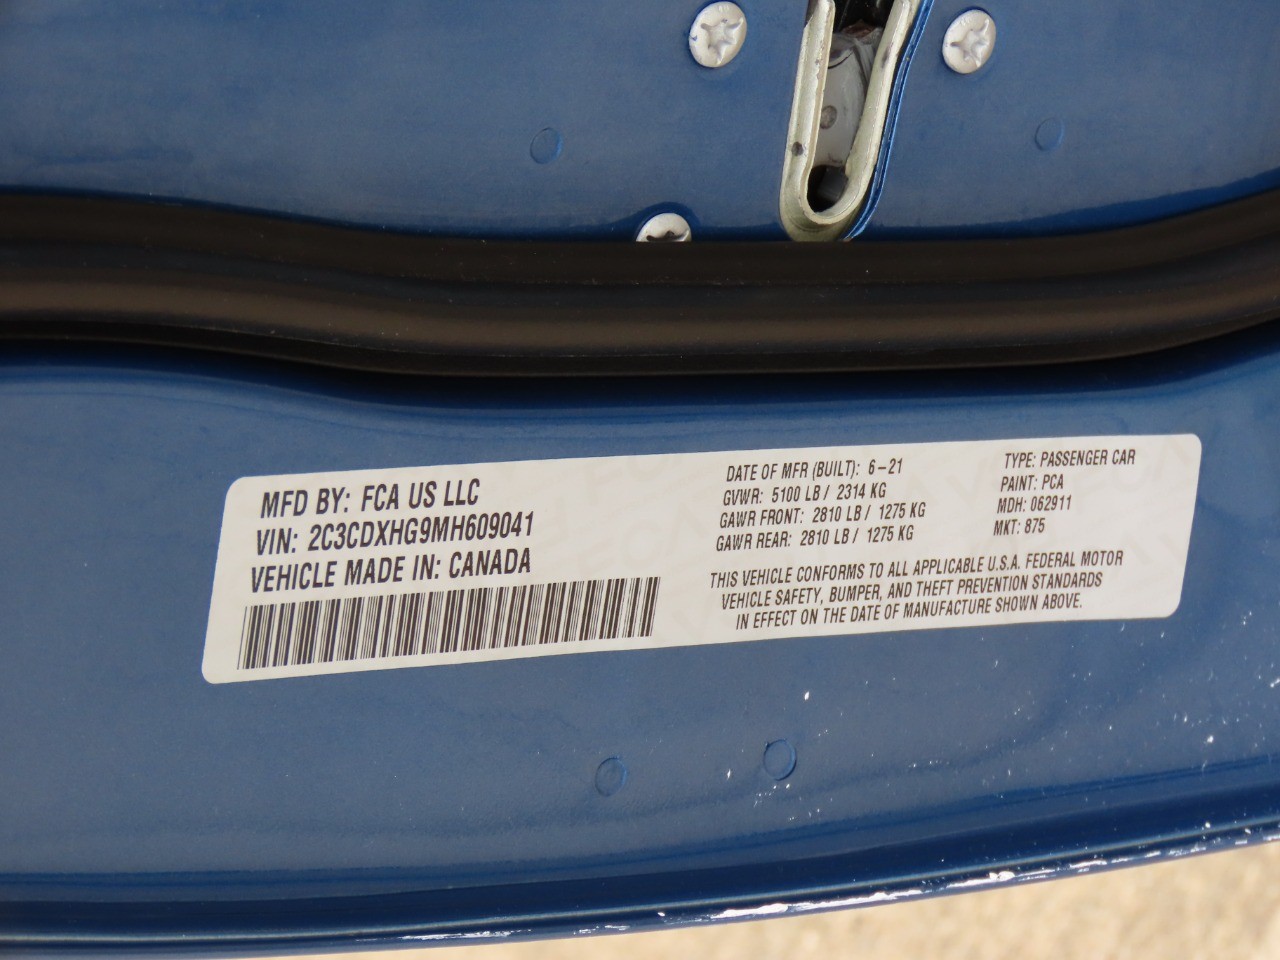 MFD BY: FCA US LLC
VIN: 2C3CDXHG9MH609041
VEHICLE MADE IN: CANADA
DATE OF MFR (BUILT): 6-21
GVWR: 5100 LB / 2314 KG
GAWR FRONT: 2810 LB / 1275 KG
GAWR REAR: 2810 LB / 1275 KG
TYPE: PASSENGER CAR
PAINT: PCA
MDH: 062911
MKT: 875
THIS VEHICLE CONFORMS TO ALL APPLICABLE U.S.A. FEDERAL MOTOR
VEHICLE SAFETY, BUMPER, AND THEFT PREVENTION STANDARDS
IN EFFECT ON THE DATE OF MANUFACTURE SHOWN ABOVE.